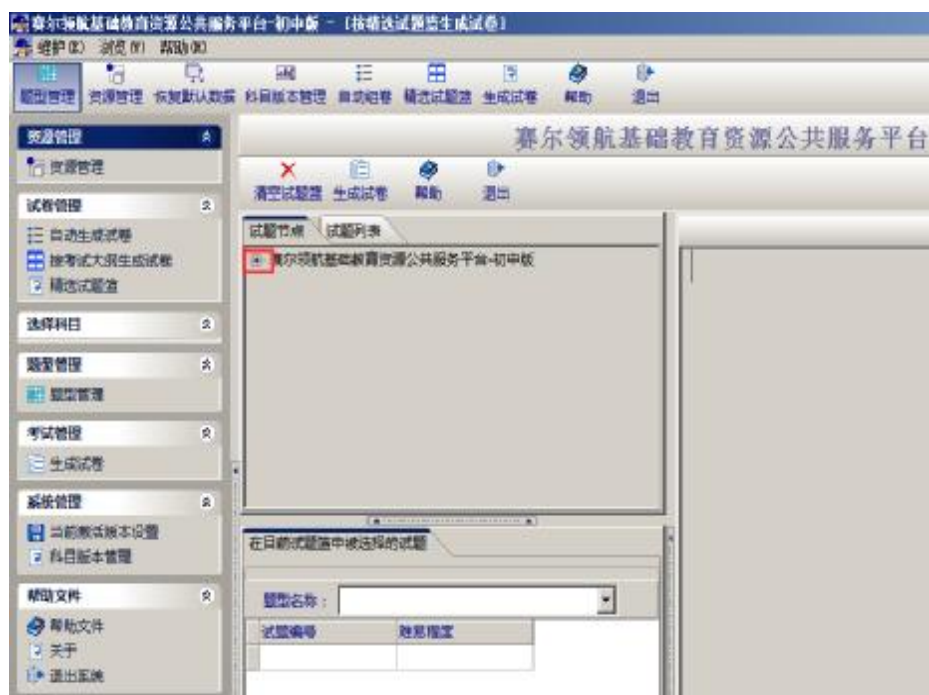 赛尔领航基础教育资源公共服务平台-初中版 - [按精选试题篮生成试卷]
维护(X) 浏览(Y) 帮助(X)
题型管理 资源管理 恢复默认数据 科目版本管理 自动组卷 精选试题篮 生成试卷 帮助 退出
资源管理
资源管理
试卷管理
自动生成试卷
按考试大纲生成试卷
精选试题篮
选择科目
题型管理
题型管理
考试管理
生成试卷
系统管理
当前激活版本设置
科目版本管理
帮助文件
帮助文件
关于
退出系统
赛尔领航基础教育资源公共服务平台
清空试题篮 生成试卷 帮助 退出
试题节点 试题列表
赛尔领航基础教育资源公共服务平台-初中版
在目前试题篮中被选择的试题
题型名称：
试题编号 难易程度